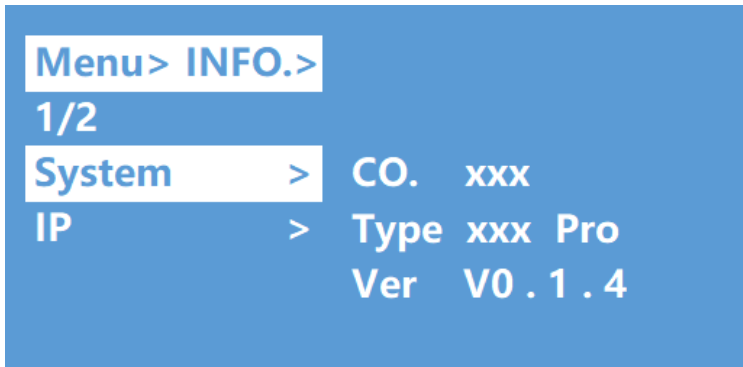 Menu> INFO.>
1/2
System > CO. xxx
IP > Type xxx Pro
Ver V0 . 1 . 4